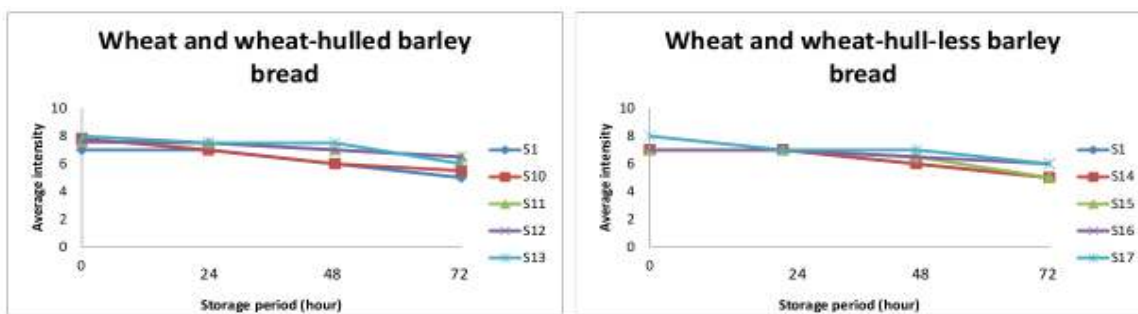 Wheat and wheat-hulled barley
bread
10
8
6
4
2
0
Average intensity
0
24
48
72
Storage period (hour)
S1
S10
S11
S12
S13
Wheat and wheat-hull-less barley
bread
10
8
6
4
2
0
Average intensity
0
24
48
72
Storage period (hour)
S1
S14
S15
S16
S17